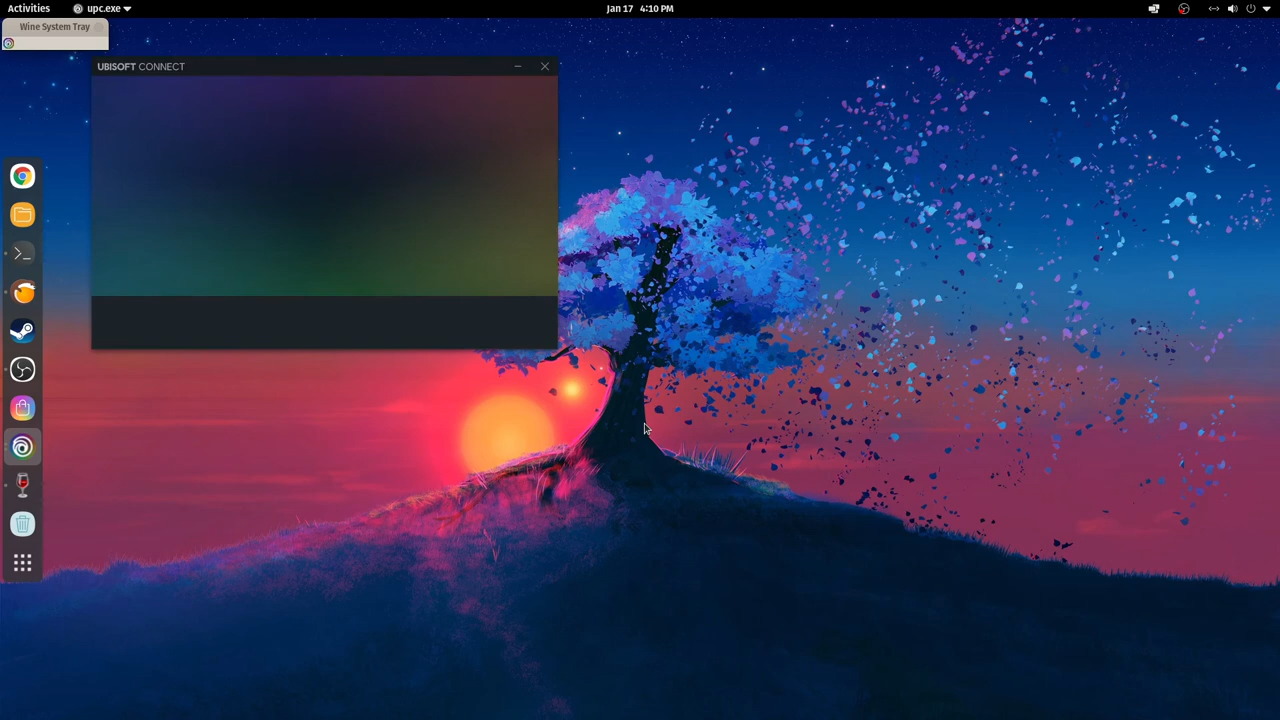 Activities
upc.exe
Jan 17 4:10 PM
Wine System Tray
UBISOFT CONNECT